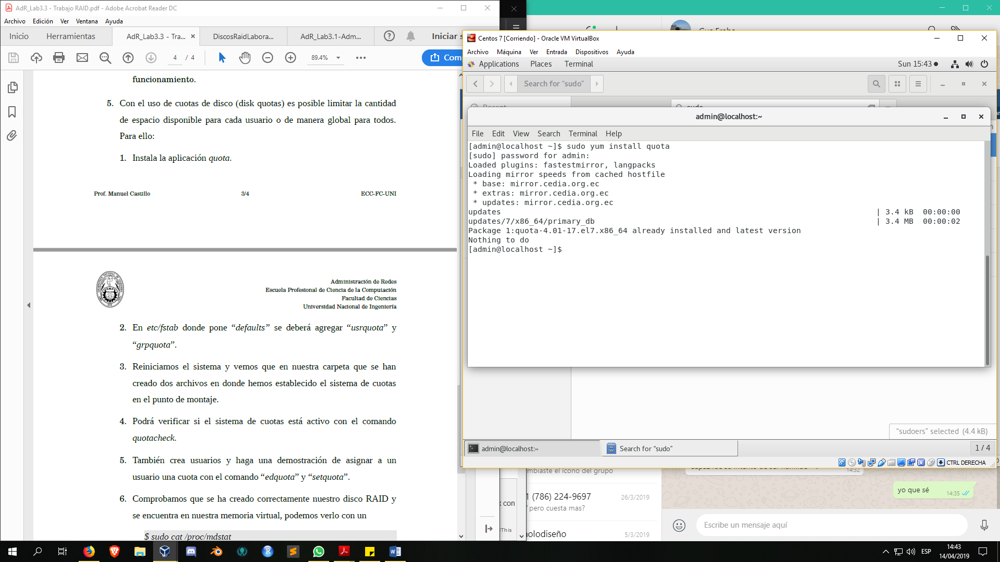 AdR_Lab3.3 - Trabajo RAID.pdf - Adobe Acrobat Reader DC
Archivo Edición Ver Ventana Ayuda
Inicio Herramientas AdR_Lab3.3 - Tra... DiscosRaidLabora... AdR_Lab3.1-Adm... Iniciar s
4 / 4 89.4% Com
funcionamiento.
5. Con el uso de cuotas de disco (disk quotas) es posible limitar la cantidad
de espacio disponible para cada usuario o de manera global para todos.
Para ello:
1. Instala la aplicación quota.
Prof. Manuel Castillo 3/4 ECC-FC-UNI
Administración de Redes
Escuela Profesional de Ciencia de la Computación
Facultad de Ciencias
Universidad Nacional de Ingeniería
2. En etc/fstab donde pone “defaults” se deberá agregar “usrquota” y
“grpquota”.
3. Reiniciamos el sistema y vemos que en nuestra carpeta que se han
creado dos archivos en donde hemos establecido el sistema de cuotas
en el punto de montaje.
4. Podrá verificar si el sistema de cuotas está activo con el comando
quotacheck.
5. También crea usuarios y haga una demostración de asignar a un
usuario una cuota con el comando “edquota” y “setquota”.
6. Comprobamos que se ha creado correctamente nuestro disco RAID y
se encuentra en nuestra memoria virtual, podemos verlo con un
$ sudo cat /proc/mdstat
Centos 7 [Corriendo] - Oracle VM VirtualBox
Archivo Máquina Ver Entrada Dispositivos Ayuda
Applications Places Terminal Sun 15:43
Search for “sudo”
Recent
sudo
admin@localhost:~
File Edit View Search Terminal Help
[admin@localhost ~]$ sudo yum install quota
[sudo] password for admin:
Loaded plugins: fastestmirror, langpacks
Loading mirror speeds from cached hostfile
* base: mirror.cedia.org.ec
* extras: mirror.cedia.org.ec
* updates: mirror.cedia.org.ec
updates | 3.4 kB 00:00:00
updates/7/x86_64/primary_db | 3.4 MB 00:00:02
Package 1:quota-4.01-17.el7.x86_64 already installed and latest version
Nothing to do
[admin@localhost ~]$
“sudoers” selected (4.4 kB)
admin@localhost:~ Search for “sudo” 1 / 4
CTRL DERECHA
mbiaste el ícono del grupo
14:32
1 (786) 224-9697 26/3/2019
pero cuesta mas?
yo que sé 14:35
x con
This
olodiseño 5/3/2019
Escribe un mensaje aquí
ESP
14:43
14/04/2019